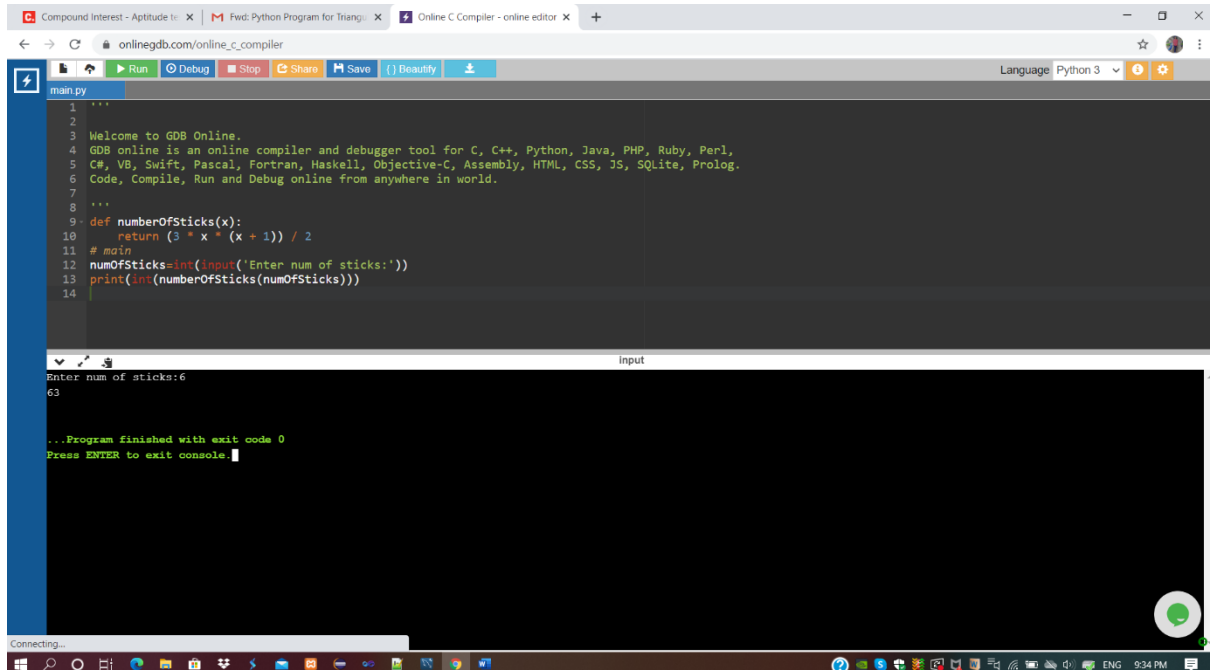 Compound Interest - Aptitude te
Fwd: Python Program for Triangu
Online C Compiler - online editor
onlinegdb.com/online_c_compiler
Run
Debug
Stop
Share
Save
{ } Beautify
Language Python 3
main.py
1 '''
2
3 Welcome to GDB Online.
4 GDB online is an online compiler and debugger tool for C, C++, Python, Java, PHP, Ruby, Perl,
5 C#, VB, Swift, Pascal, Fortran, Haskell, Objective-C, Assembly, HTML, CSS, JS, SQLite, Prolog.
6 Code, Compile, Run and Debug online from anywhere in world.
7
8 '''
9 def numberOfSticks(x):
10     return (3 * x * (x + 1)) / 2
11 # main
12 numOfSticks=int(input('Enter num of sticks:'))
13 print(int(numberOfSticks(numOfSticks)))
14
input
Enter num of sticks:6
63
...Program finished with exit code 0
Press ENTER to exit console.
Connecting...
ENG 9:34 PM